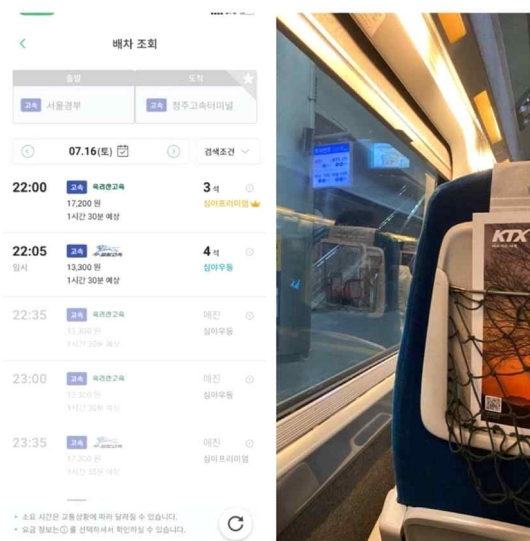 배차 조회
출발
도착
고속 서울경부
고속 청주고속터미널
07.16(토)
검색조건
22:00 고속 속리산고속 3 석
17,200 원 심야프리미엄
1시간 30분 예상
22:05 고속 금호고속 4 석
임시 13,300 원 심야우등
1시간 30분 예상
22:35 고속 속리산고속 매진
13,300 원 심야우등
1시간 30분 예상
23:00 고속 속리산고속 매진
13,300 원 심야우등
1시간 30분 예상
23:35 고속 매진
17,200 원 심야프리미엄
소요 시간은 교통상황에 따라 달라질 수 있습니다.
요금 정보는 ⓘ 를 선택하셔서 확인하실 수 있습니다.
KTX